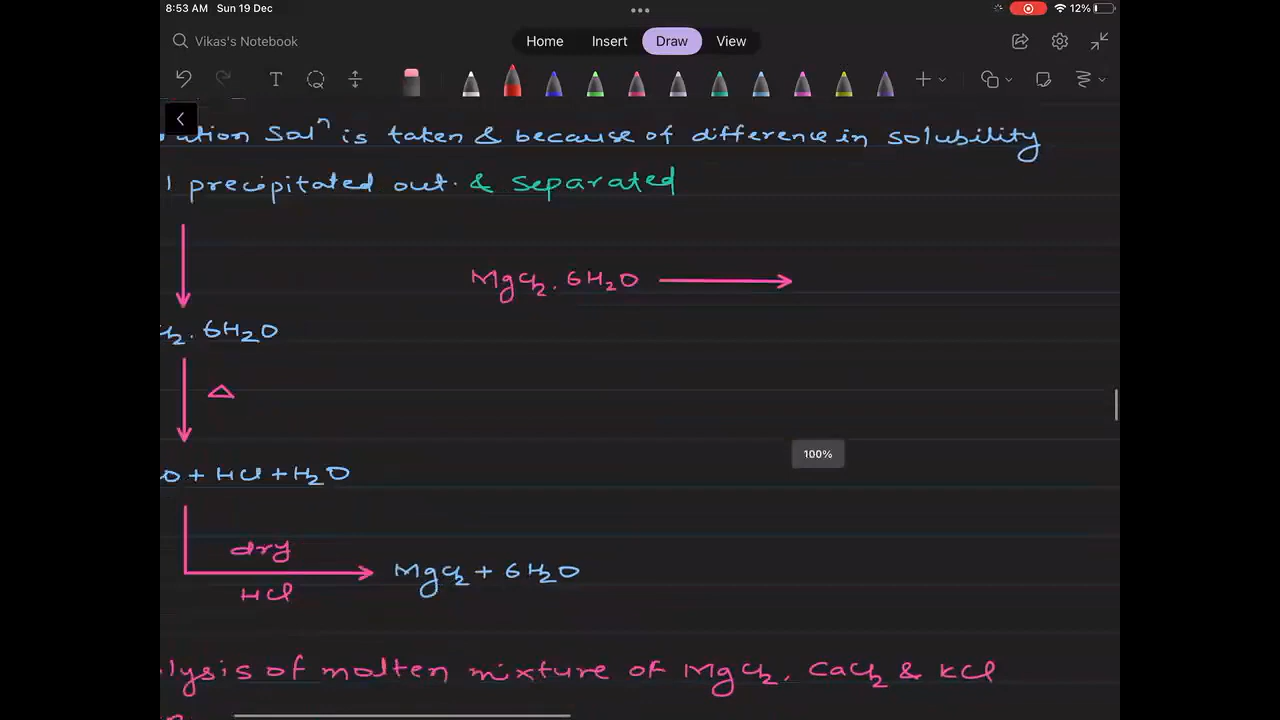 8:53 AM Sun 19 Dec
12%
Vikas's Notebook
Home Insert Draw View
T
ration Solⁿ is taken & because of difference in solubility
l precipitated out. & separated
MgCl₂. 6H₂O
Cl₂. 6H₂O
△
O + HCl + H₂O
100%
dry
HCl
MgCl₂ + 6H₂O
lysis of molten mixture of MgCl₂, CaCl₂ & KCl